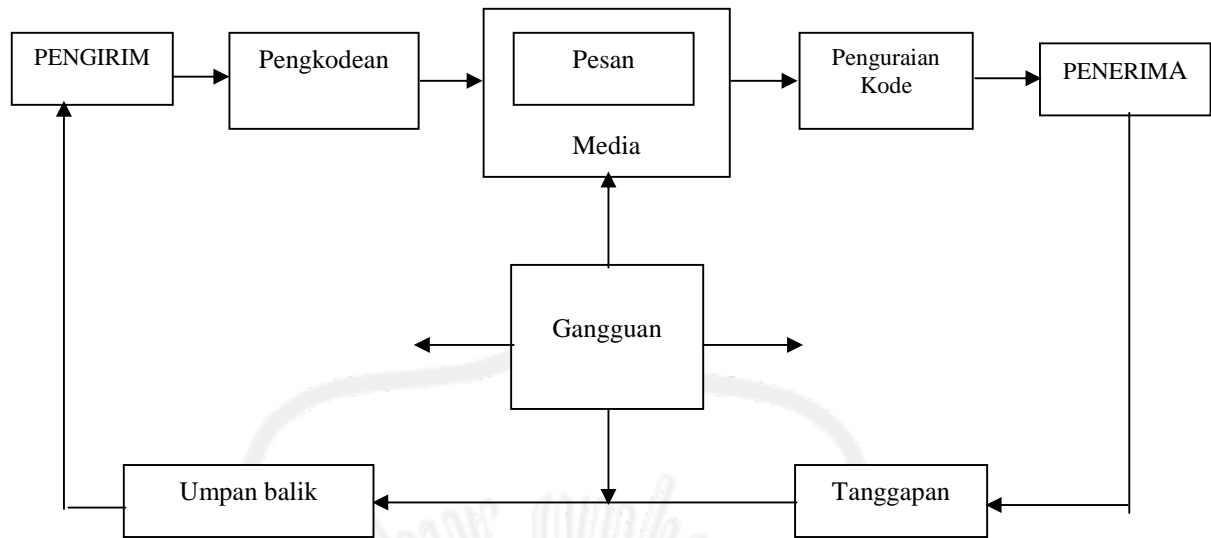 PENGIRIM
Pengkodean
Pesan
Media
Penguraian
Kode
PENERIMA
Gangguan
Umpan balik
Tanggapan